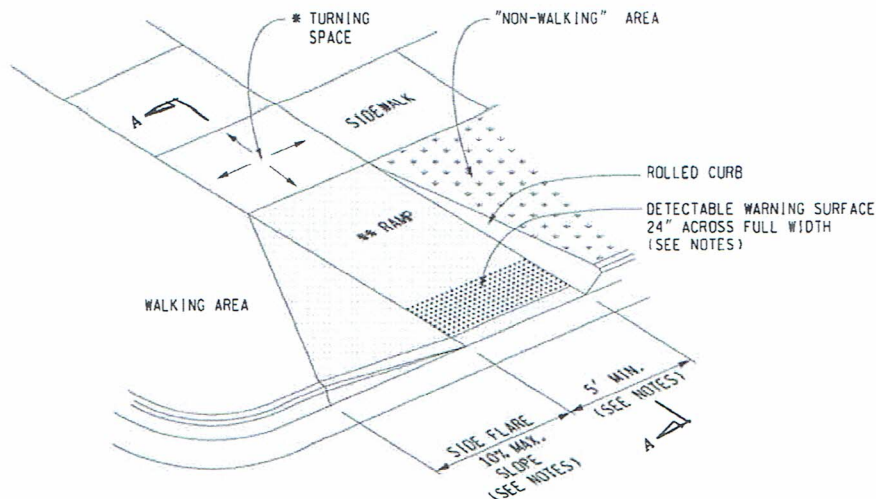 * TURNING
SPACE
"NON-WALKING" AREA
A
SIDEWALK
ROLLED CURB
DETECTABLE WARNING SURFACE
24" ACROSS FULL WIDTH
(SEE NOTES)
** RAMP
WALKING AREA
5' MIN.
(SEE NOTES)
SIDE FLARE
10% MAX.
SLOPE
(SEE NOTES)
A